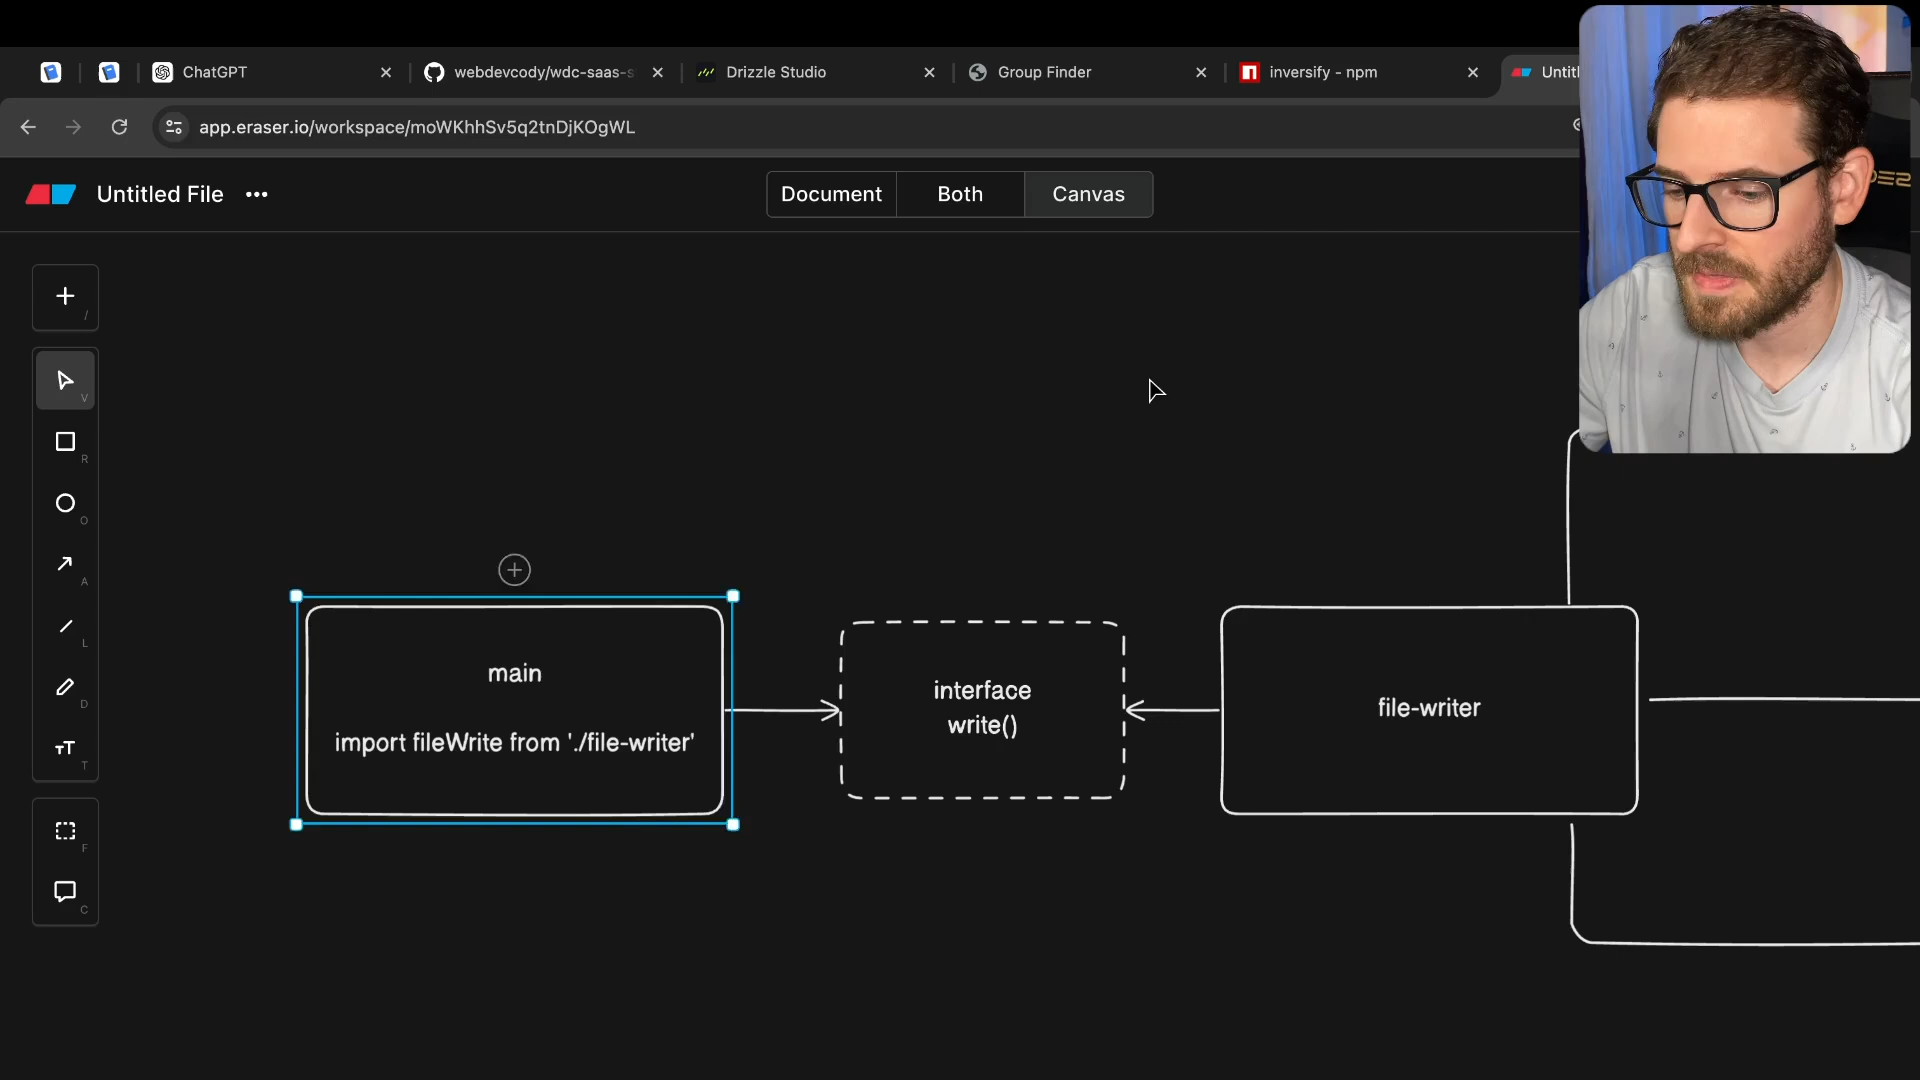 ChatGPT
webdevcody/wdc-saas-s
Drizzle Studio
Group Finder
inversify - npm
Untitl
app.eraser.io/workspace/moWKhhSv5q2tnDjKOgWL
Untitled File
Document
Both
Canvas
/
V
R
O
A
L
D
T
F
C
main
import fileWrite from './file-writer'
interface
write()
file-writer